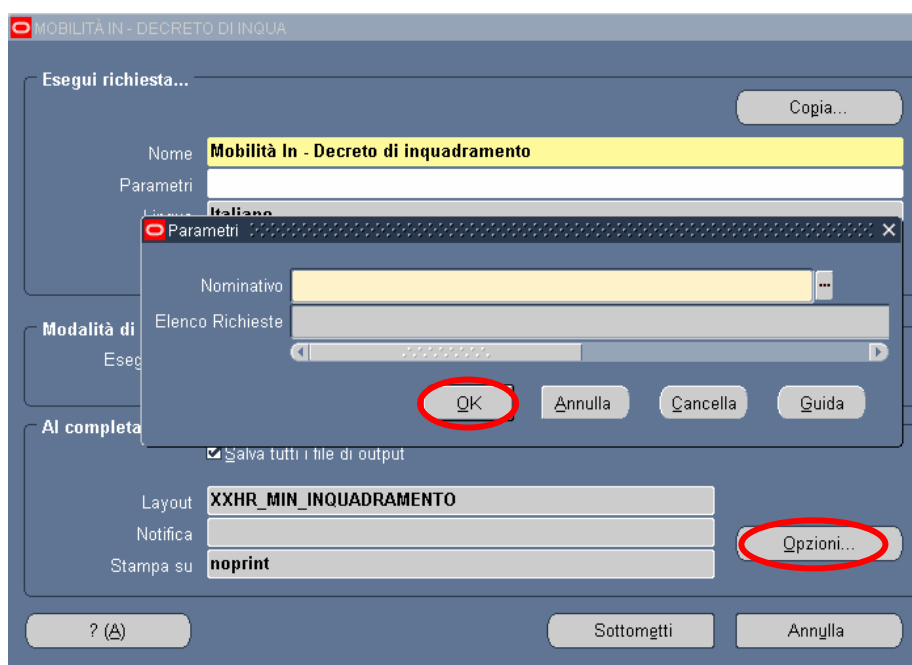 MOBILITÀ IN - DECRETO DI INQUA
Esegui richiesta...
Copia...
Nome Mobilità In - Decreto di inquadramento
Parametri
Lingua Italiano
Parametri
Nominativo
Elenco Richieste
Modalità di
Eseg
OK Annulla Cancella Guida
Al completa
Salva tutti i file di output
Layout XXHR_MIN_INQUADRAMENTO
Notifica
Opzioni...
Stampa su noprint
? (A) Sottometti Annulla